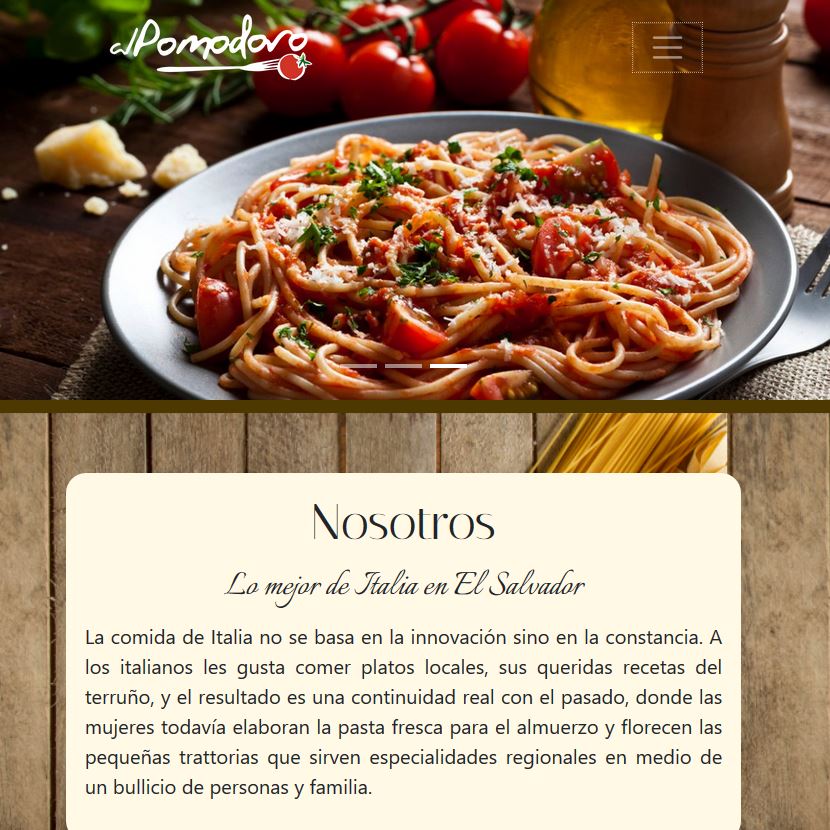 alPomodoro
Nosotros
Lo mejor de Italia en El Salvador
La comida de Italia no se basa en la innovación sino en la constancia. A
los italianos les gusta comer platos locales, sus queridas recetas del
terruño, y el resultado es una continuidad real con el pasado, donde las
mujeres todavía elaboran la pasta fresca para el almuerzo y florecen las
pequeñas trattorias que sirven especialidades regionales en medio de
un bullicio de personas y familia.